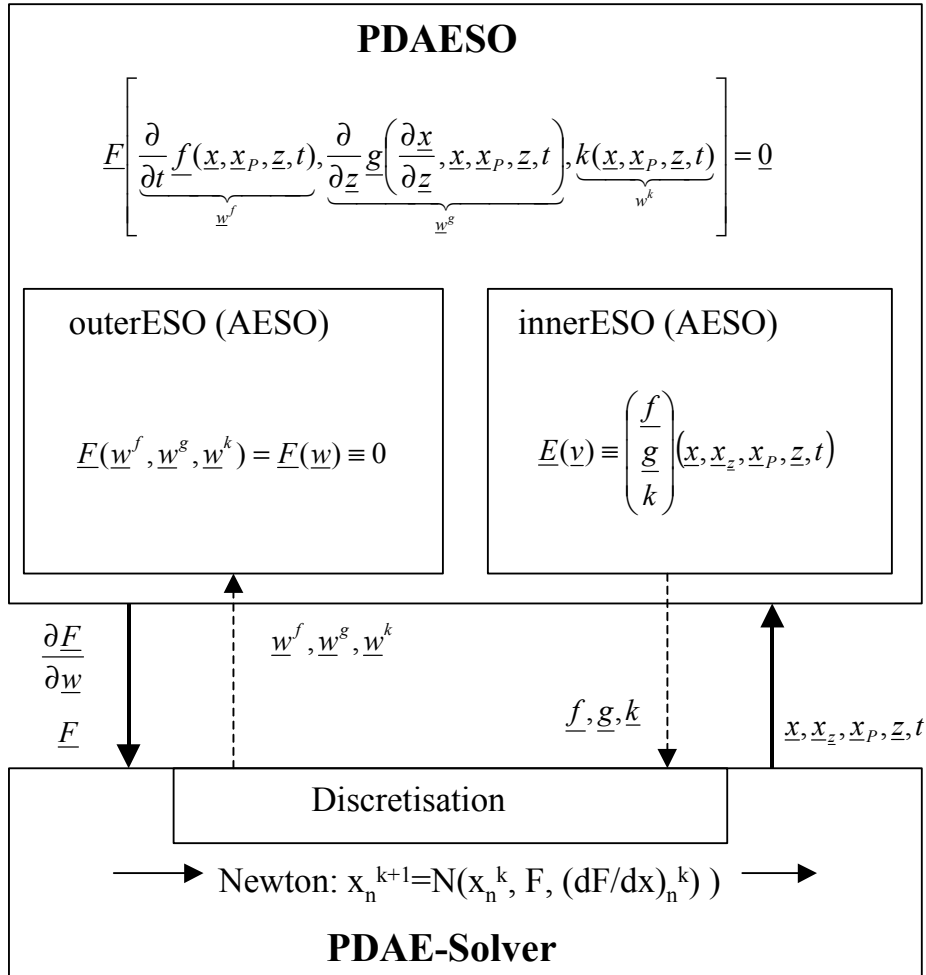 PDAESO
F[∂/∂t f(x, x_P, z, t), ∂/∂z g(∂x/∂z, x, x_P, z, t), k(x, x_P, z, t)] = 0
w^f w^g w^k
outerESO (AESO)
F(w^f, w^g, w^k) = F(w) ≡ 0
innerESO (AESO)
E(v) ≡ (f g k)(x, x_z, x_P, z, t)
∂F/∂w
F
w^f, w^g, w^k
f, g, k
x, x_z, x_P, z, t
Discretisation
Newton: x_n^k+1=N(x_n^k, F, (dF/dx)_n^k) )
PDAE-Solver